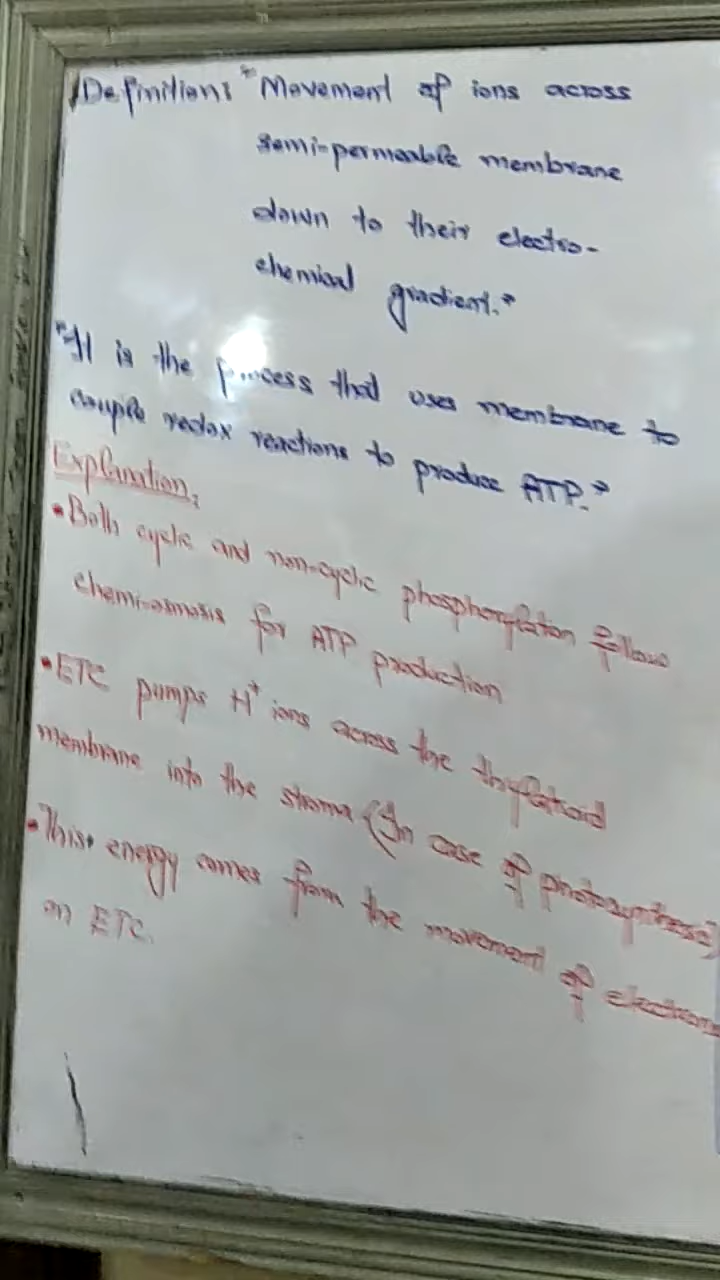 Definition: "Movement of ions across
semi-permeable membrane
down to their electro-
chemical gradient."
"It is the process that uses membrane to
couple redox reactions to produce ATP."
Explanation:
• Both cyclic and non-cyclic phosphorylation follow
chemi-osmosis for ATP production
• ETC pumps H⁺ ions across the thylakoid
membrane into the stroma (In case of photosynthesis)
• This energy comes from the movement of electrons
on ETC.